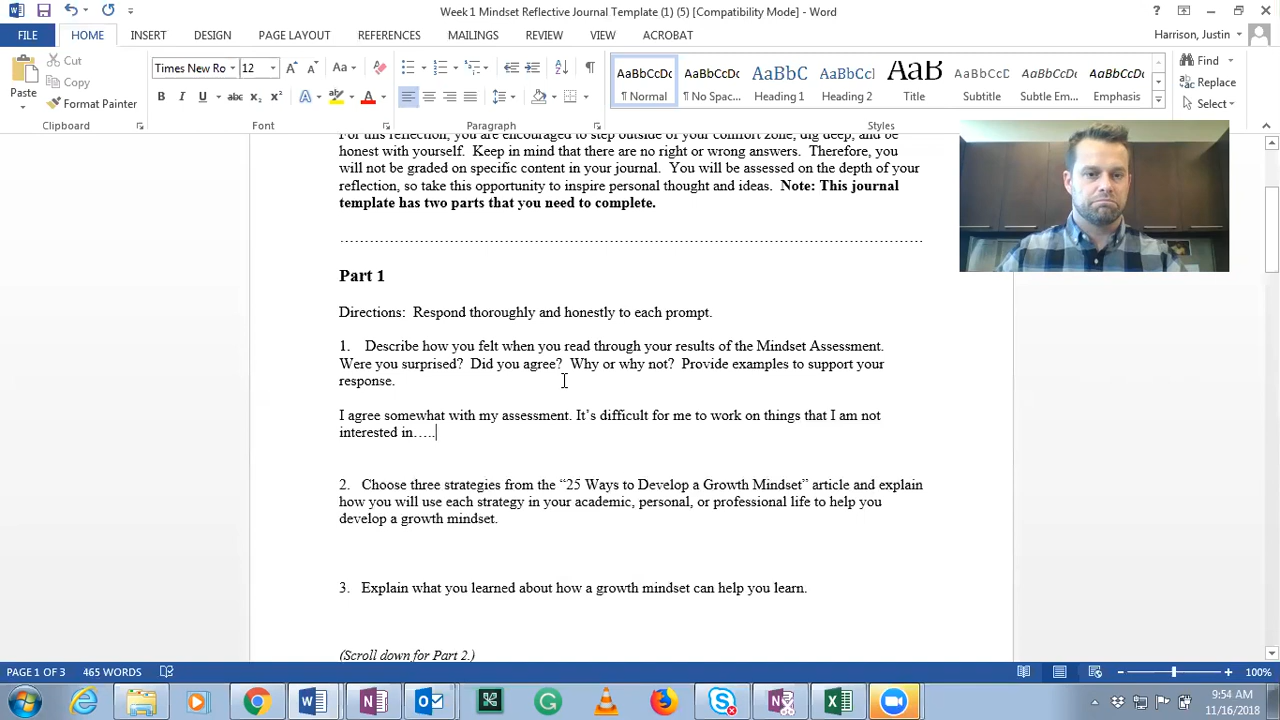 Week 1 Mindset Reflective Journal Template (1) (5) [Compatibility Mode] - Word
FILE HOME INSERT DESIGN PAGE LAYOUT REFERENCES MAILINGS REVIEW VIEW ACROBAT Harrison, Justin
Cut
Copy
Format Painter
Paste
Times New Ro 12
Find
Replace
Select
AaBbCcDc AaBbCcDc AaBbC AaBbCc AaB AaBbCcD AaBbCcDc AaBbCcDc
¶ Normal ¶ No Spac... Heading 1 Heading 2 Title Subtitle Subtle Em... Emphasis
Clipboard Font Paragraph Styles
For this reflection, you are encouraged to step outside of your comfort zone, dig deep, and be
honest with yourself. Keep in mind that there are no right or wrong answers. Therefore, you
will not be graded on specific content in your journal. You will be assessed on the depth of your
reflection, so take this opportunity to inspire personal thought and ideas. Note: This journal
template has two parts that you need to complete.
Part 1
Directions: Respond thoroughly and honestly to each prompt.
1. Describe how you felt when you read through your results of the Mindset Assessment.
Were you surprised? Did you agree? Why or why not? Provide examples to support your
response.
I agree somewhat with my assessment. It’s difficult for me to work on things that I am not
interested in…..
2. Choose three strategies from the “25 Ways to Develop a Growth Mindset” article and explain
how you will use each strategy in your academic, personal, or professional life to help you
develop a growth mindset.
3. Explain what you learned about how a growth mindset can help you learn.
(Scroll down for Part 2.)
PAGE 1 OF 3 465 WORDS 100%
9:54 AM
11/16/2018